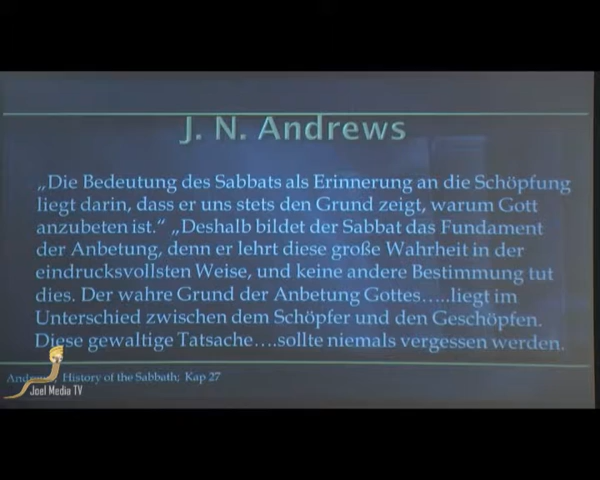 J. N. Andrews
„Die Bedeutung des Sabbats als Erinnerung an die Schöpfung
liegt darin, dass er uns stets den Grund zeigt, warum Gott
anzubeten ist.“ „Deshalb bildet der Sabbat das Fundament
der Anbetung, denn er lehrt diese große Wahrheit in der
eindrucksvollsten Weise, und keine andere Bestimmung tut
dies. Der wahre Grund der Anbetung Gottes…..liegt im
Unterschied zwischen dem Schöpfer und den Geschöpfen.
Diese gewaltige Tatsache….sollte niemals vergessen werden.
History of the Sabbath; Kap 27
Joel Media TV